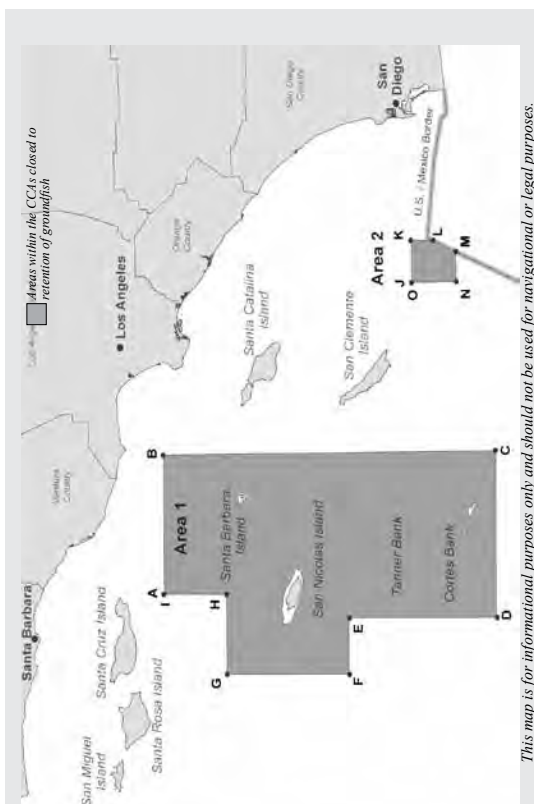 Areas within the CCAs closed to
retention of groundfish
Santa Barbara
Ventura
County
Los Angeles
Orange
County
San Diego
County
San
Diego
San Miguel
Island
Santa Rosa Island
Santa Cruz Island
Santa Catalina
Island
San Clemente
Island
U.S. / Mexico Border
Area 1
A
I
B
H
G
Santa Barbara
Island
San Nicolas Island
E
F
Tanner Bank
Cortes Bank
D
C
Area 2
J
O
K
L
M
N
This map is for informational purposes only and should not be used for navigational or legal purposes.